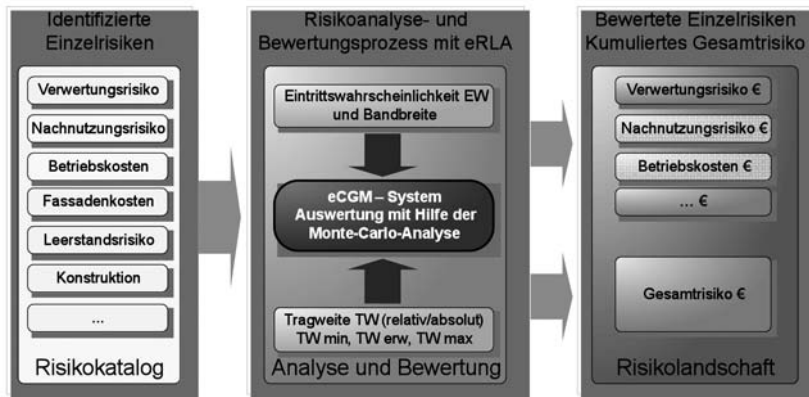 Identifizierte
Einzelrisiken
Verwertungsrisiko
Nachnutzungsrisiko
Betriebskosten
Fassadenkosten
Leerstandsrisiko
Konstruktion
...
Risikokatalog
Risikoanalyse- und
Bewertungsprozess mit eRLA
Eintrittswahrscheinlichkeit EW
und Bandbreite
eCGM – System
Auswertung mit Hilfe der
Monte-Carlo-Analyse
Tragweite TW (relativ/absolut)
TW min, TW erw, TW max
Analyse und Bewertung
Bewertete Einzelrisiken
Kumuliertes Gesamtrisiko
Verwertungsrisiko €
Nachnutzungsrisiko €
Betriebskosten €
... €
Gesamtrisiko €
Risikolandschaft